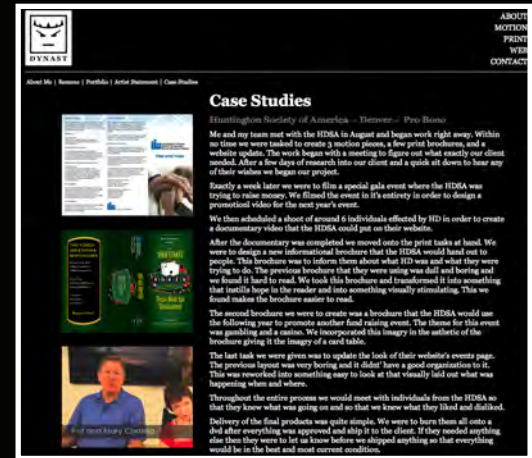 DYNAST
ABOUT
MOTION
PRINT
WEB
CONTACT
About Me | Resume | Portfolio | Artist Statement | Case Studies
Case Studies
Huntington Society of America – Denver – Pro Bono
Me and my team met with the HDSA in August and began work right away. Within
no time we were tasked to create 3 motion pieces, a few print brochures, and a
website update. The work began with a meeting to figure out what exactly our client
needed. After a few days of research into our client and a quick sit down to hear any
of their wishes we began our project.
Exactly a week later we were to film a special gala event where the HDSA was
trying to raise money. We filmed the event in it's entirety in order to design a
promotionl video for the next year's event.
We then scheduled a shoot of around 6 individuals effected by HD in order to create
a documentary video that the HDSA could put on their website.
After the documentary was completed we moved onto the print tasks at hand. We
were to design a new informational brochure that the HDSA would hand out to
people. This brochure was to inform them about what HD was and what they were
trying to do. The previous brochure that they were using was dull and boring and
we found it hard to read. We took this brochure and transformed it into something
that instills hope in the reader and into something visually stimulating. This we
found makes the brochure easier to read.
The second brochure we were to create was a brochure that the HDSA would use
the following year to promote another fund raising event. The theme for this event
was gambling and a casino. We incorporated this imagry in the asthetic of the
brochure giving it the imagry of a card table.
The last task we were given was to update the look of their website's events page.
The previous layout was very boring and it didnt' have a good organization to it.
This was reworked into something easy to look at that visually laid out what was
happening when and where.
Throughout the entire process we would meet with individuals from the HDSA so
that they knew what was going on and so that we knew what they liked and disliked.
Delivery of the final products was quite simple. We were to burn them all onto a
dvd after everything was approved and ship it to the client. If they needed anything
else then they were to let us know before we shipped anything so that everything
would be in the best and most current condition.